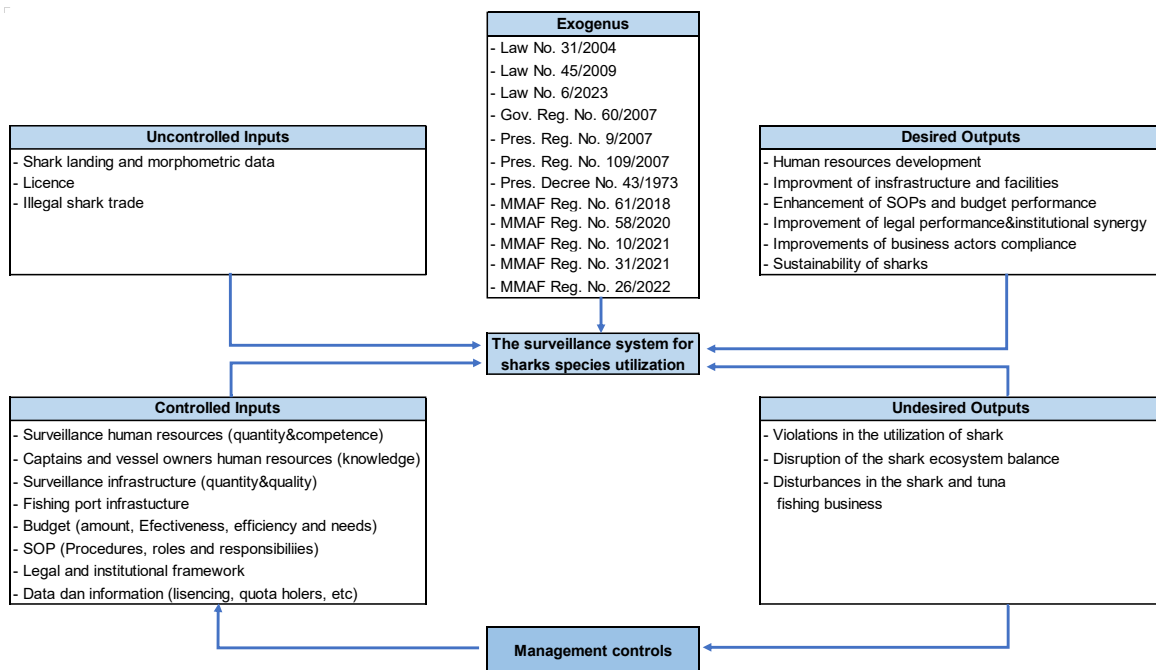 Exogenus
- Law No. 31/2004
- Law No. 45/2009
- Law No. 6/2023
- Gov. Reg. No. 60/2007
- Pres. Reg. No. 9/2007
- Pres. Reg. No. 109/2007
- Pres. Decree No. 43/1973
- MMAF Reg. No. 61/2018
- MMAF Reg. No. 58/2020
- MMAF Reg. No. 10/2021
- MMAF Reg. No. 31/2021
- MMAF Reg. No. 26/2022
Uncontrolled Inputs
- Shark landing and morphometric data
- Licence
- Illegal shark trade
Desired Outputs
- Human resources development
- Improvment of insfrastructure and facilities
- Enhancement of SOPs and budget performance
- Improvement of legal performance&institutional synergy
- Improvements of business actors compliance
- Sustainability of sharks
The surveillance system for
sharks species utilization
Controlled Inputs
- Surveillance human resources (quantity&competence)
- Captains and vessel owners human resources (knowledge)
- Surveillance infrastructure (quantity&quality)
- Fishing port infrastucture
- Budget (amount, Efectiveness, efficiency and needs)
- SOP (Procedures, roles and responsibiliies)
- Legal and institutional framework
- Data dan information (lisencing, quota holers, etc)
Undesired Outputs
- Violations in the utilization of shark
- Disruption of the shark ecosystem balance
- Disturbances in the shark and tuna
fishing business
Management controls